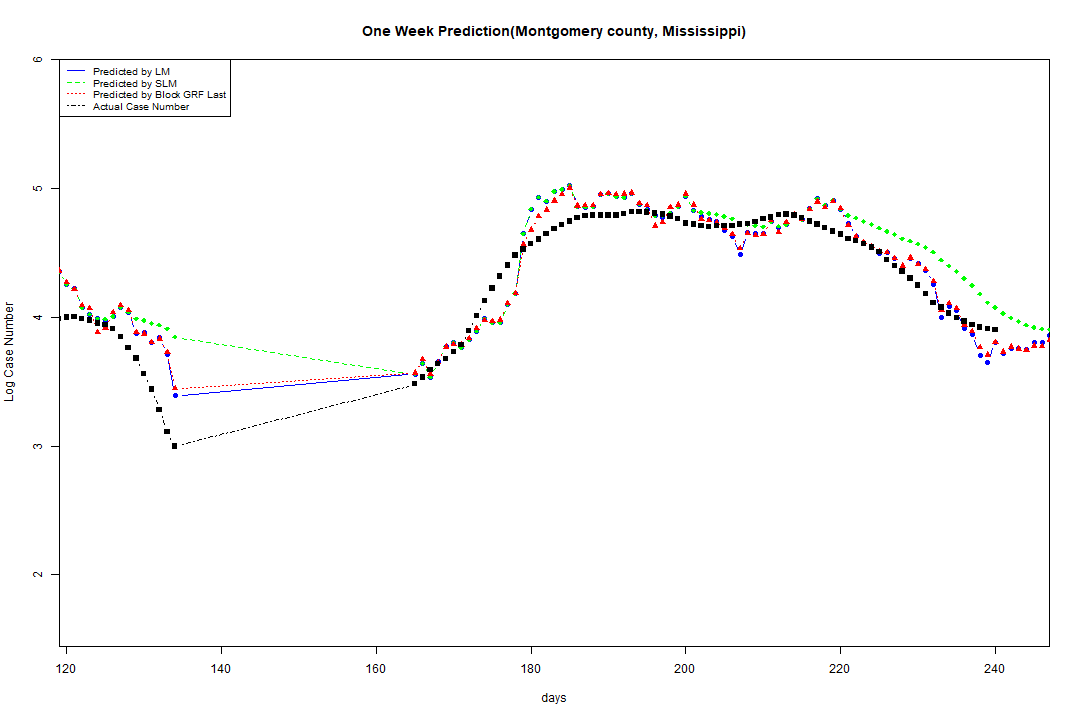 One Week Prediction(Montgomery county, Mississippi)
Predicted by LM
Predicted by SLM
Predicted by Block GRF Last
Actual Case Number
6
5
4
3
2
Log Case Number
120 140 160 180 200 220 240
days